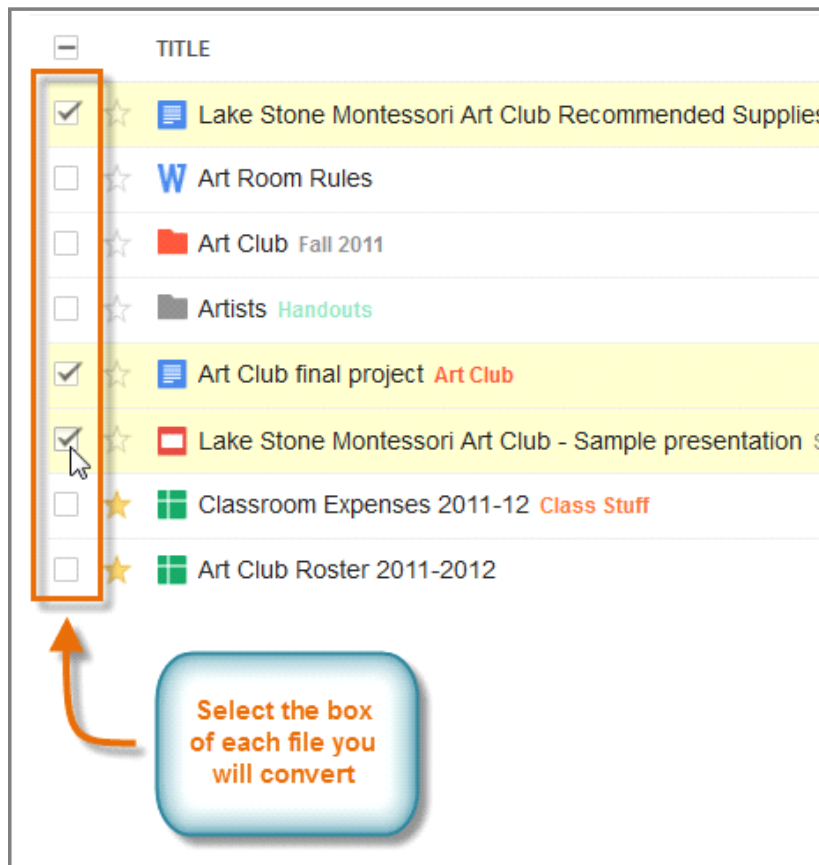 TITLE
Lake Stone Montessori Art Club Recommended Supplies
W Art Room Rules
Art Club Fall 2011
Artists Handouts
Art Club final project Art Club
Lake Stone Montessori Art Club - Sample presentation
Classroom Expenses 2011-12 Class Stuff
Art Club Roster 2011-2012
Select the box
of each file you
will convert